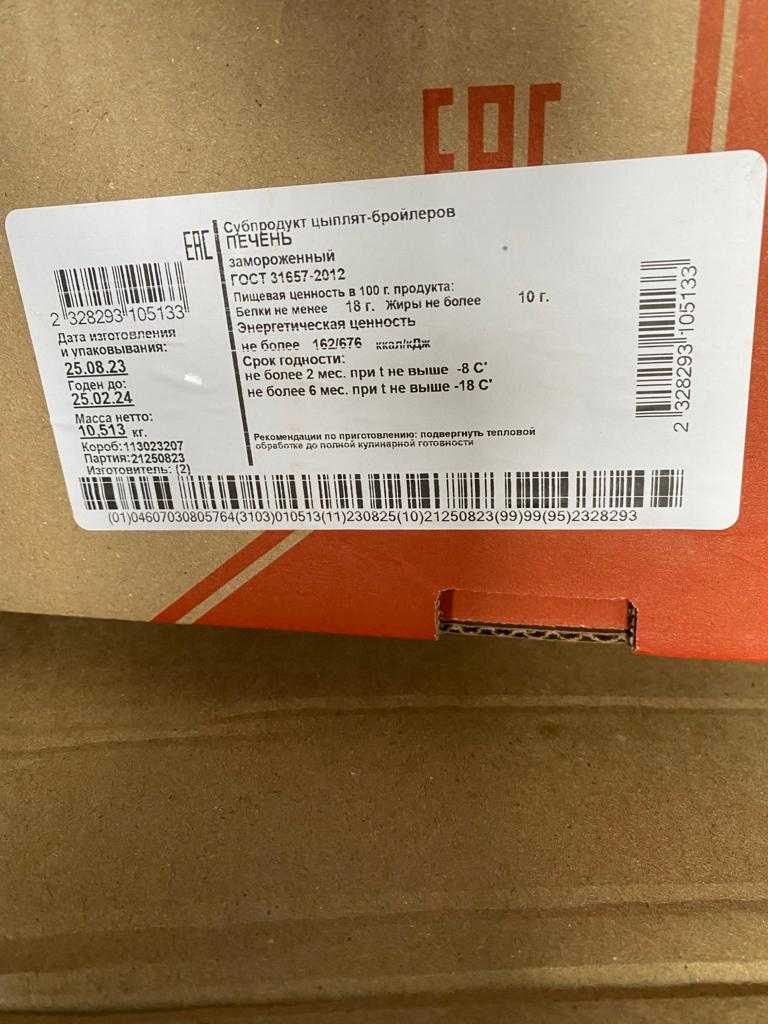 ЕАС
ЕАС
Субпродукт цыплят-бройлеров
ПЕЧЕНЬ
замороженный
ГОСТ 31657-2012
Пищевая ценность в 100 г. продукта:
Белки не менее 18 г. Жиры не более 10 г.
Энергетическая ценность
не более 162/676 ккал/кДж
Срок годности:
не более 2 мес. при t не выше -8 С°
не более 6 мес. при t не выше -18 С°
Рекомендации по приготовлению: подвергнуть тепловой
обработке до полной кулинарной готовности
2 328293 105133
Дата изготовления
и упаковывания:
25.08.23
Годен до:
25.02.24
Масса нетто:
10,513 кг.
Короб:113023207
Партия:21250823
Изготовитель: (2)
2 328293 105133
(01)04607030805764(3103)010513(11)230825(10)21250823(99)99(95)2328293